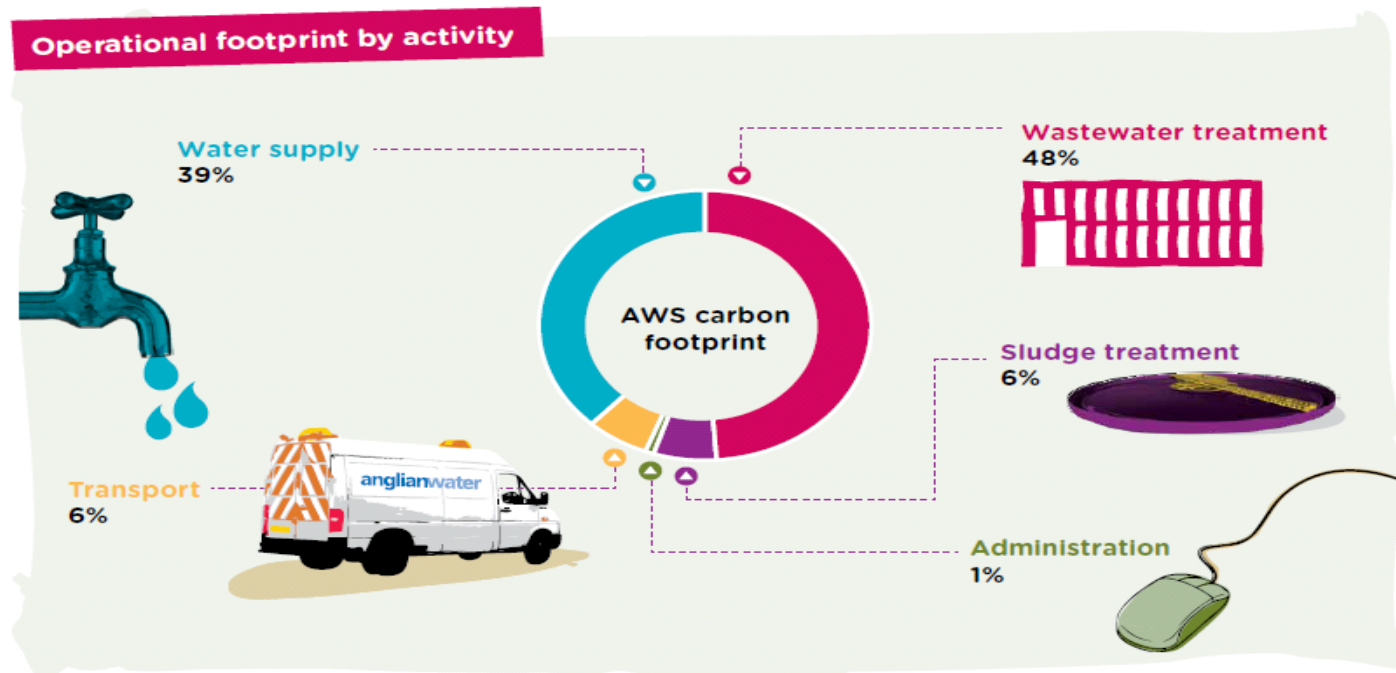 Operational footprint by activity
Water supply
39%
Wastewater treatment
48%
AWS carbon
footprint
Sludge treatment
6%
anglianwater
Transport
6%
Administration
1%